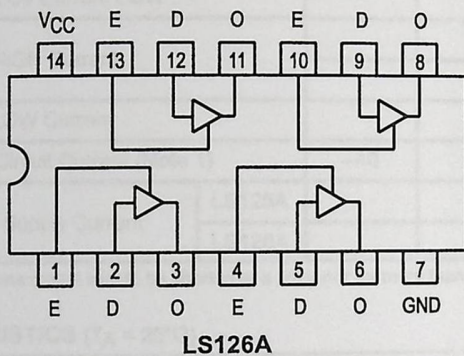 VCC E D O E D O
14 13 12 11 10 9 8
1 2 3 4 5 6 7
E D O E D O GND
LS126A